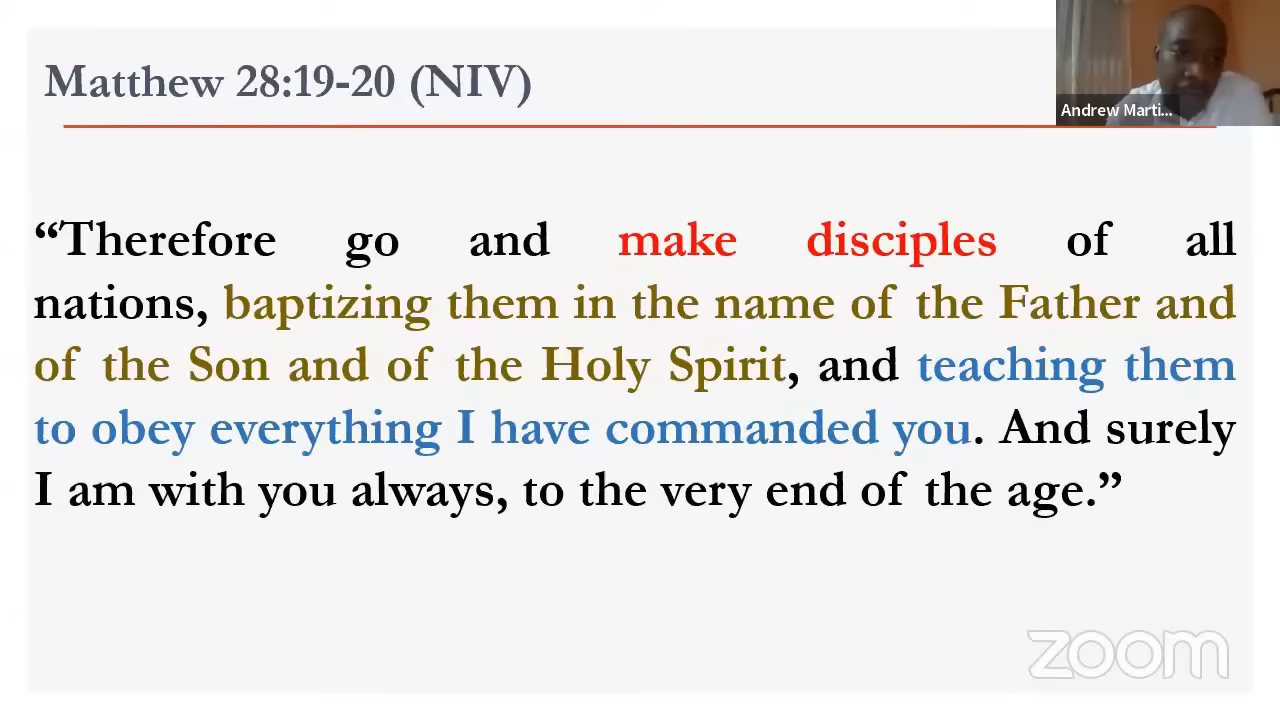 Matthew 28:19-20 (NIV)
Andrew Marti...
“Therefore go and make disciples of all
nations, baptizing them in the name of the Father and
of the Son and of the Holy Spirit, and teaching them
to obey everything I have commanded you. And surely
I am with you always, to the very end of the age.”
zoom